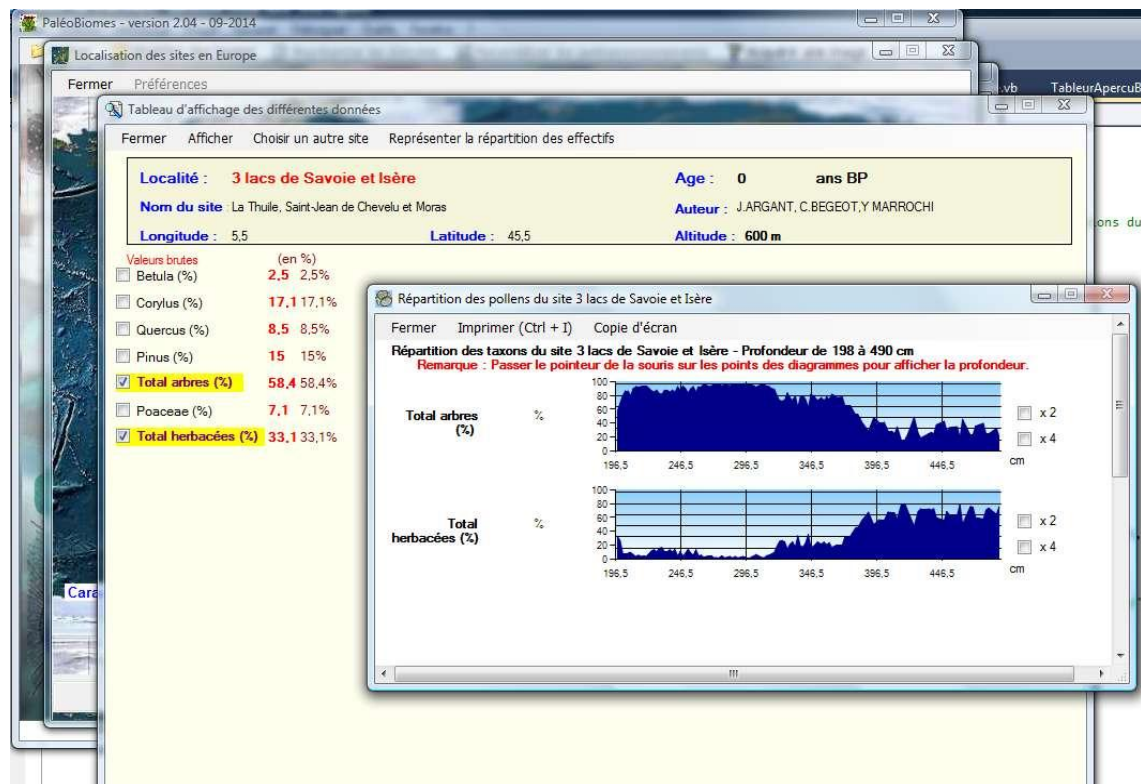 PaléoBiomes - version 2.04 - 09-2014
Localisation des sites en Europe
Fermer Préférences
.vb TableurApercuB
Tableau d'affichage des différentes données
Fermer Afficher Choisir un autre site Représenter la répartition des effectifs
Localité : 3 lacs de Savoie et Isère Age : 0 ans BP
Nom du site : La Thuile, Saint-Jean de Chevelu et Moras Auteur : J.ARGANT, C.BEGEOT,Y MARROCHI
ons du
Longitude : 5,5 Latitude : 45,5 Altitude : 600 m
Valeurs brutes (en %)
Betula (%) 2,5 2,5%
Corylus (%) 17,1 17,1%
Quercus (%) 8,5 8,5%
Pinus (%) 15 15%
Total arbres (%) 58,4 58,4%
Poaceae (%) 7,1 7,1%
Total herbacées (%) 33,1 33,1%
Cara
Répartition des pollens du site 3 lacs de Savoie et Isère
Fermer Imprimer (Ctrl + I) Copie d'écran
Répartition des taxons du site 3 lacs de Savoie et Isère - Profondeur de 198 à 490 cm
Remarque : Passer le pointeur de la souris sur les points des diagrammes pour afficher la profondeur.
Total arbres
(%)
%
100
80
60
40
20
0
196,5 246,5 296,5 346,5 396,5 446,5 cm
x 2
x 4
Total
herbacées (%)
%
100
80
60
40
20
0
196,5 246,5 296,5 346,5 396,5 446,5 cm
x 2
x 4